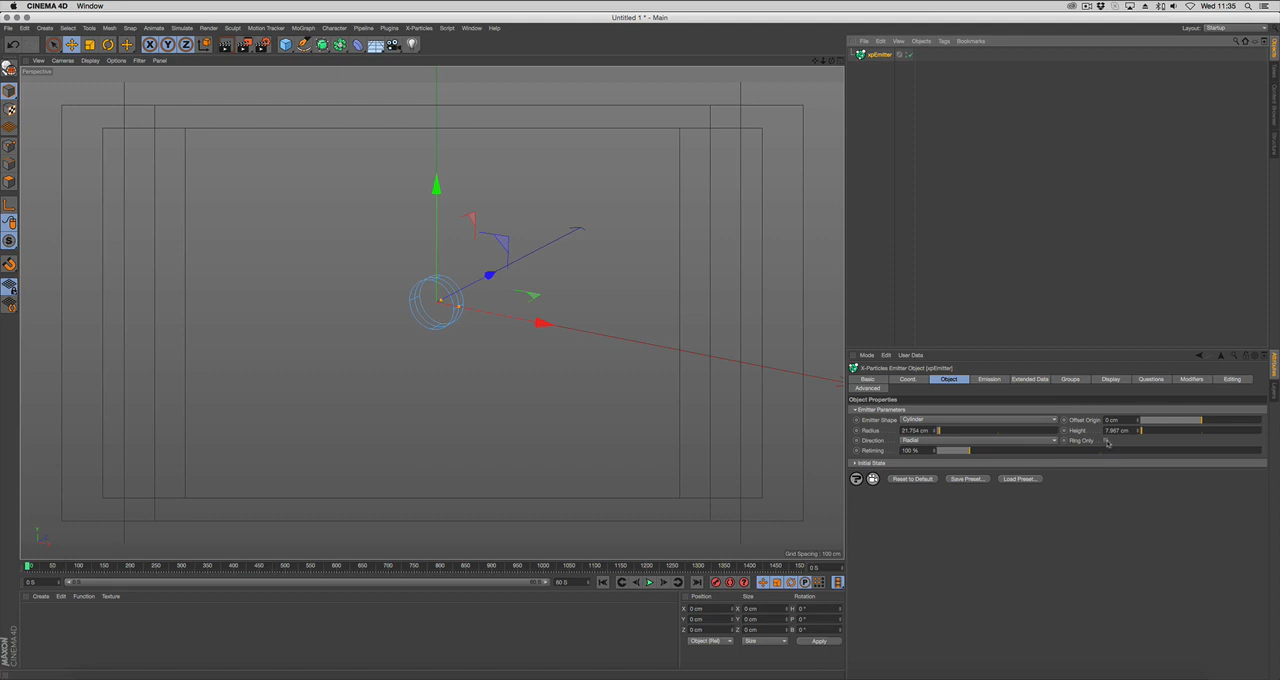 CINEMA 4D Window
Wed 11:35
Untitled 1 * - Main
File Edit Create Select Tools Mesh Snap Animate Simulate Render Sculpt Motion Tracker MoGraph Character Pipeline Plugins X-Particles Script Window Help
Layout: Startup
X Y Z
File Edit View Objects Tags Bookmarks
View Cameras Display Options Filter Panel
Perspective
xpEmitter
Mode Edit User Data
X-Particles Emitter Object [xpEmitter]
Basic Coord. Object Emission Extended Data Groups Display Questions Modifiers Editing
Advanced
Object Properties
Emitter Parameters
Emitter Shape Cylinder Offset Origin 0 cm
Radius 21.754 cm Height 7.967 cm
Direction Radial Ring Only
Retiming 100 %
Initial State
Reset to Default Save Preset... Load Preset...
Grid Spacing : 100 cm
0 50 100 150 200 250 300 350 400 450 500 550 600 650 700 750 800 850 900 950 1000 1050 1100 1150 1200 1250 1300 1350 1400 1450 0 S
0 S 0 S 60 S 60 S
Create Edit Function Texture
Position Size Rotation
X 0 cm X 0 cm H 0 °
Y 0 cm Y 0 cm P 0 °
Z 0 cm Z 0 cm B 0 °
Object (Rel) Size Apply
MAXON CINEMA 4D